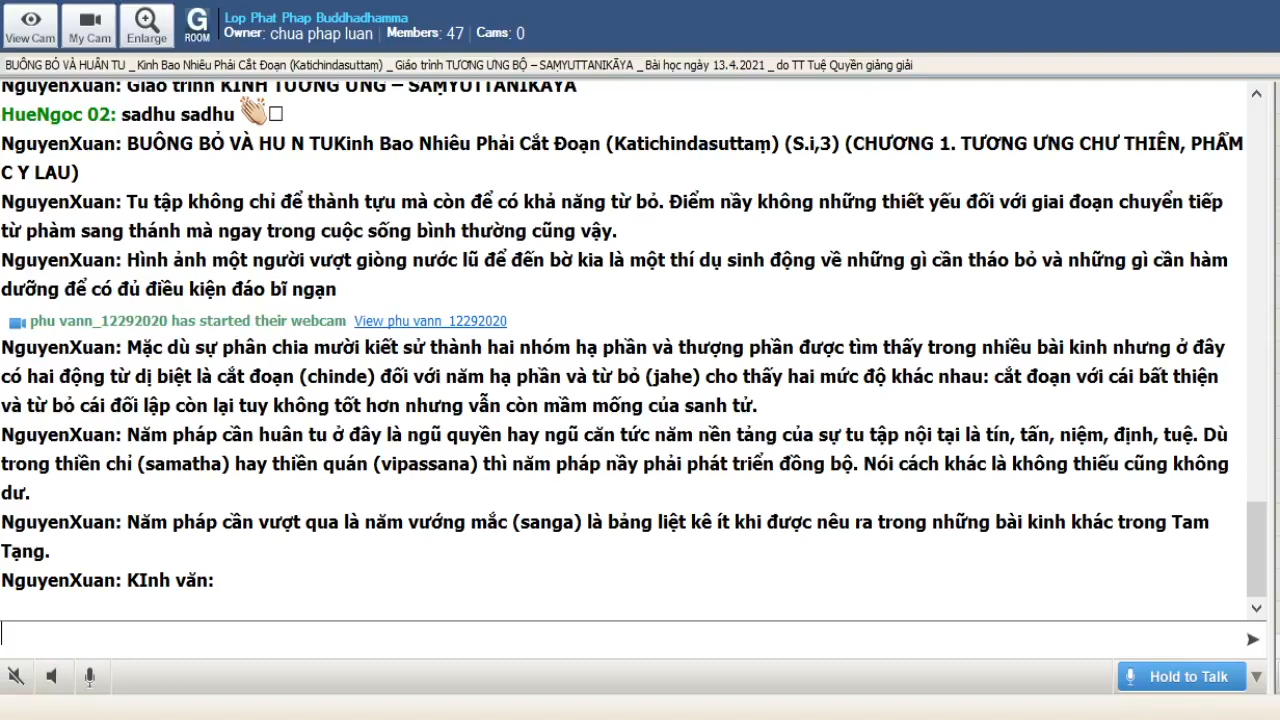 View Cam
My Cam
Enlarge
G
ROOM
Lop Phat Phap Buddhadhamma
Owner: chua phap luan | Members: 47 | Cams: 0
BUÔNG BỎ VÀ HUÂN TU _ Kinh Bao Nhiêu Phải Cắt Đoạn (Katichindasuttaṃ) _ Giáo trình TƯƠNG ƯNG BỘ – SAṂYUTTANIKĀYA _ Bài học ngày 13.4.2021 _ do TT Tuệ Quyền giảng giải
NguyenXuan: Giáo trình KINH TƯƠNG ƯNG – SAṂYUTTANIKĀYA
HueNgoc 02: sadhu sadhu 👏🏻
NguyenXuan: BUÔNG BỎ VÀ HU N TUKinh Bao Nhiêu Phải Cắt Đoạn (Katichindasuttaṃ) (S.i,3) (CHƯƠNG 1. TƯƠNG ƯNG CHƯ THIÊN, PHẨM
C Y LAU)
NguyenXuan: Tu tập không chỉ để thành tựu mà còn để có khả năng từ bỏ. Điểm nầy không những thiết yếu đối với giai đoạn chuyển tiếp
từ phàm sang thánh mà ngay trong cuộc sống bình thường cũng vậy.
NguyenXuan: Hình ảnh một người vượt giòng nước lũ để đến bờ kia là một thí dụ sinh động về những gì cần tháo bỏ và những gì cần hàm
dưỡng để có đủ điều kiện đáo bĩ ngạn
phu vann_12292020 has started their webcam View phu vann_12292020
NguyenXuan: Mặc dù sự phân chia mười kiết sử thành hai nhóm hạ phần và thượng phần được tìm thấy trong nhiều bài kinh nhưng ở đây
có hai động từ dị biệt là cắt đoạn (chinde) đối với năm hạ phần và từ bỏ (jahe) cho thấy hai mức độ khác nhau: cắt đoạn với cái bất thiện
và từ bỏ cái đối lập còn lại tuy không tốt hơn nhưng vẫn còn mầm mống của sanh tử.
NguyenXuan: Năm pháp cần huân tu ở đây là ngũ quyền hay ngũ căn tức năm nền tảng của sự tu tập nội tại là tín, tấn, niệm, định, tuệ. Dù
trong thiền chỉ (samatha) hay thiền quán (vipassana) thì năm pháp nầy phải phát triển đồng bộ. Nói cách khác là không thiếu cũng không
dư.
NguyenXuan: Năm pháp cần vượt qua là năm vướng mắc (sanga) là bảng liệt kê ít khi được nêu ra trong những bài kinh khác trong Tam
Tạng.
NguyenXuan: KInh văn:
Hold to Talk